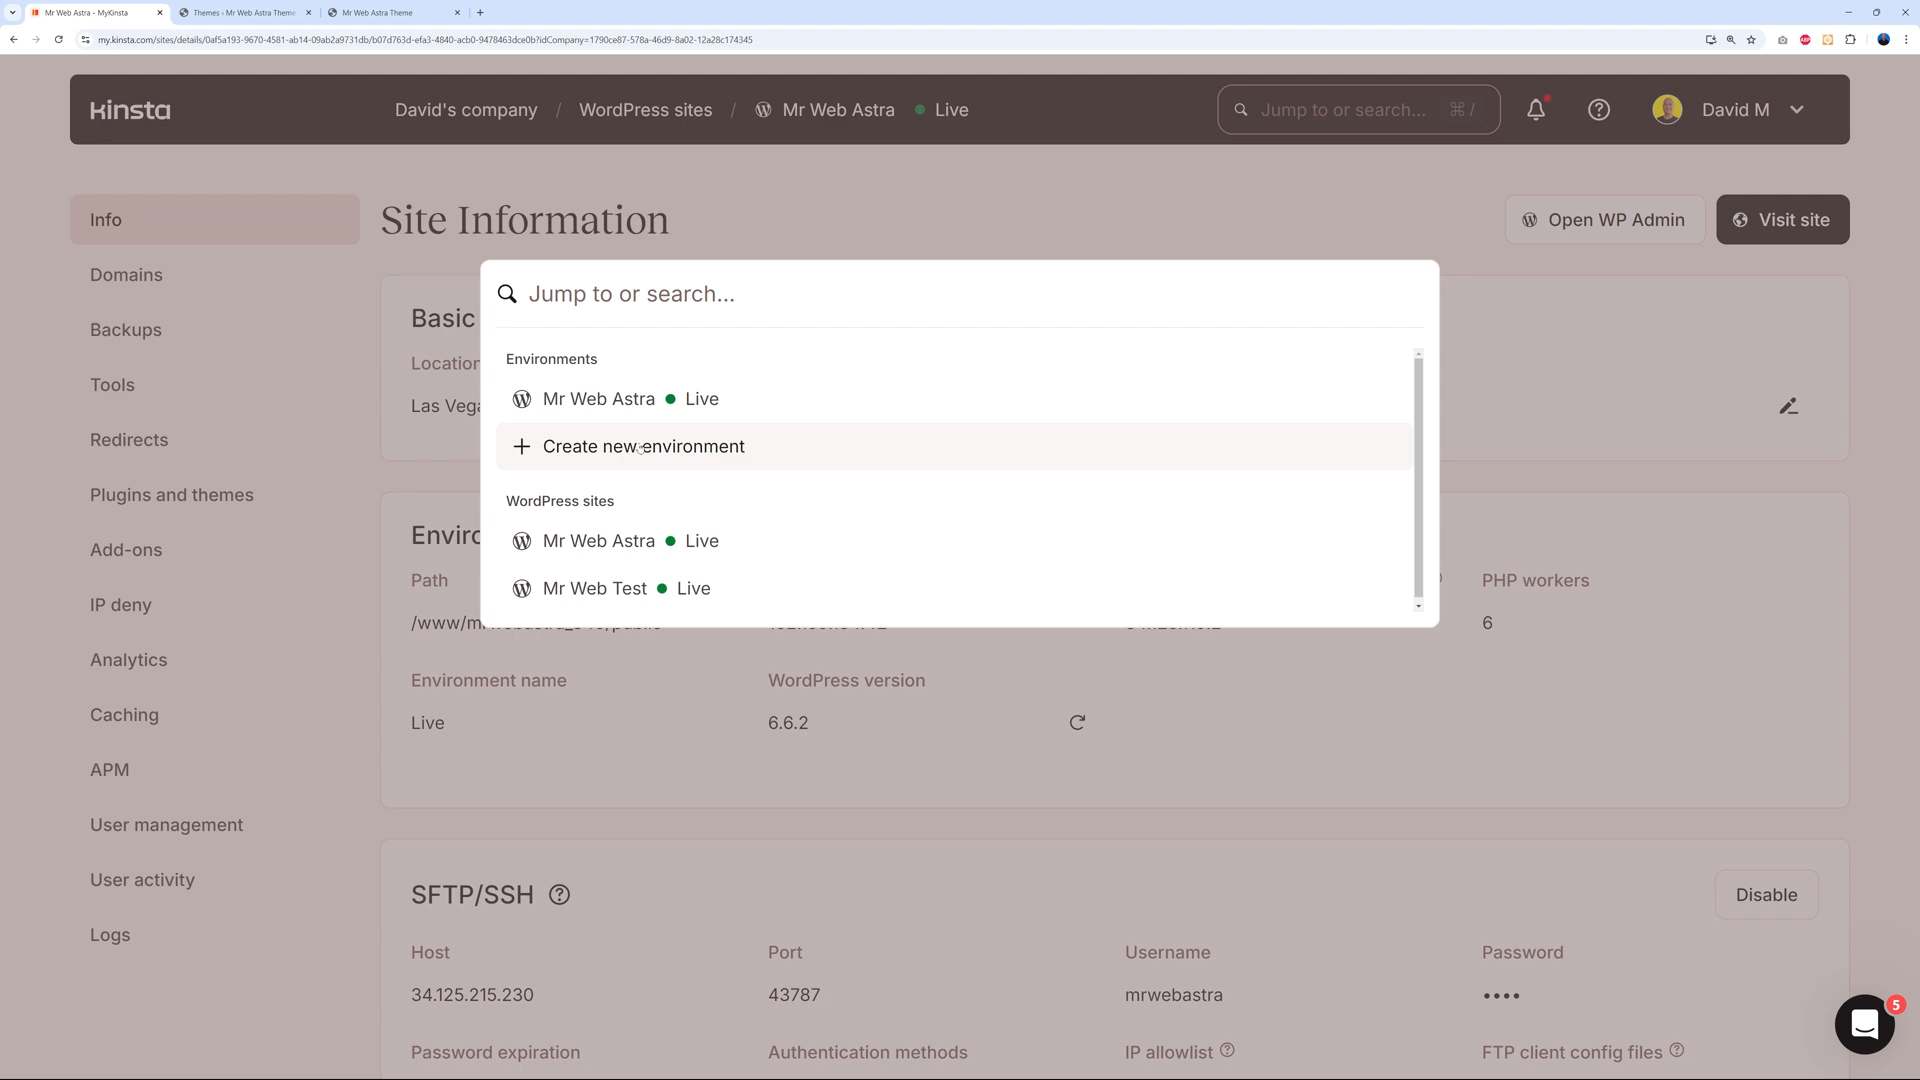 Mr Web Astra - MyKinsta
Themes ‹ Mr Web Astra Theme
Mr Web Astra Theme
my.kinsta.com/sites/details/0af5a193-9670-4581-ab14-09ab2a9731db/b07d763d-efa3-4840-acb0-9478463dce0b?idCompany=1790ce87-578a-46d9-8a02-12a28c174345
Kinsta
David's company / WordPress sites / Mr Web Astra Live
Jump to or search... ⌘ /
David M
Info
Site Information
Open WP Admin
Visit site
Domains
Backups
Tools
Redirects
Plugins and themes
Add-ons
IP deny
Analytics
Caching
APM
User management
User activity
Logs
Jump to or search...
Environments
Mr Web Astra Live
+ Create new environment
WordPress sites
Mr Web Astra Live
Mr Web Test Live
Basic
Location
Las Vega
Enviro
Path
PHP workers
6
Environment name
WordPress version
Live
6.6.2
SFTP/SSH
Disable
Host
Port
Username
Password
34.125.215.230
43787
mrwebastra
••••
Password expiration
Authentication methods
IP allowlist
FTP client config files
5